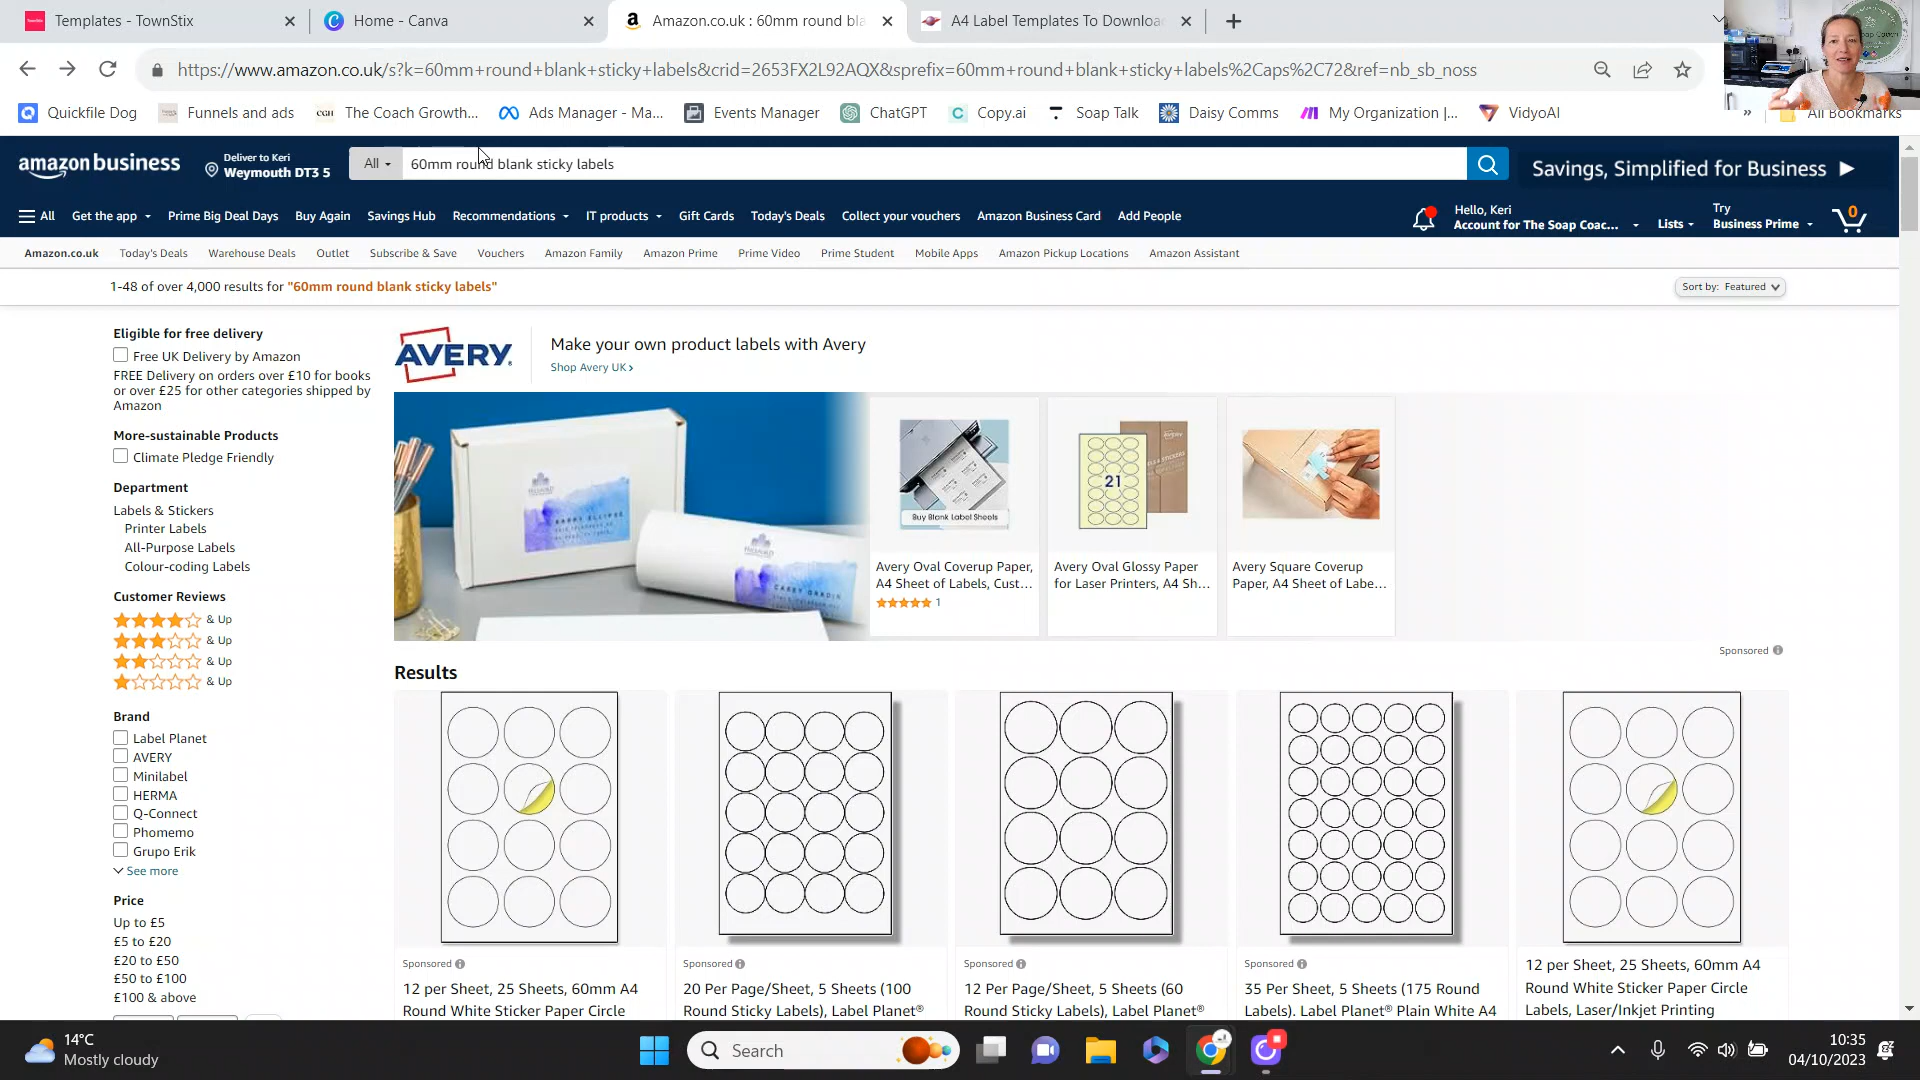 Templates - TownStix
Home - Canva
Amazon.co.uk : 60mm round bla
A4 Label Templates To Downloa
https://www.amazon.co.uk/s?k=60mm+round+blank+sticky+labels&crid=2653FX2L92AQX&sprefix=60mm+round+blank+sticky+labels%2Caps%2C72&ref=nb_sb_noss
Quickfile Dog
Funnels and ads
CGH The Coach Growth...
Ads Manager - Ma...
Events Manager
ChatGPT
Copy.ai
Soap Talk
Daisy Comms
My Organization |...
VidyoAI
» All Bookmarks
amazon business
Deliver to Keri
Weymouth DT3 5
All
60mm round blank sticky labels
Savings, Simplified for Business
All Get the app Prime Big Deal Days Buy Again Savings Hub Recommendations IT products Gift Cards Today's Deals Collect your vouchers Amazon Business Card Add People
Hello, Keri
Account for The Soap Coac...
Lists
Try
Business Prime
0
Amazon.co.uk Today's Deals Warehouse Deals Outlet Subscribe & Save Vouchers Amazon Family Amazon Prime Prime Video Prime Student Mobile Apps Amazon Pickup Locations Amazon Assistant
1-48 of over 4,000 results for "60mm round blank sticky labels"
Sort by: Featured
Eligible for free delivery
Free UK Delivery by Amazon
FREE Delivery on orders over £10 for books
or over £25 for other categories shipped by
Amazon
More-sustainable Products
Climate Pledge Friendly
Department
Labels & Stickers
Printer Labels
All-Purpose Labels
Colour-coding Labels
Customer Reviews
& Up
& Up
& Up
& Up
Brand
Label Planet
AVERY
Minilabel
HERMA
Q-Connect
Phomemo
Grupo Erik
See more
Price
Up to £5
£5 to £20
£20 to £50
£50 to £100
£100 & above
AVERY
Make your own product labels with Avery
Shop Avery UK ›
Buy Blank Label Sheets
21
Avery Oval Coverup Paper,
A4 Sheet of Labels, Cust...
1
Avery Oval Glossy Paper
for Laser Printers, A4 Sh...
Avery Square Coverup
Paper, A4 Sheet of Labe...
Sponsored
Results
Sponsored
12 per Sheet, 25 Sheets, 60mm A4
Round White Sticker Paper Circle
Sponsored
20 Per Page/Sheet, 5 Sheets (100
Round Sticky Labels), Label Planet®
Sponsored
12 Per Page/Sheet, 5 Sheets (60
Round Sticky Labels), Label Planet®
Sponsored
35 Per Sheet, 5 Sheets (175 Round
Labels). Label Planet® Plain White A4
12 per Sheet, 25 Sheets, 60mm A4
Round White Sticker Paper Circle
Labels, Laser/Inkjet Printing
14°C
Mostly cloudy
Search
10:35
04/10/2023